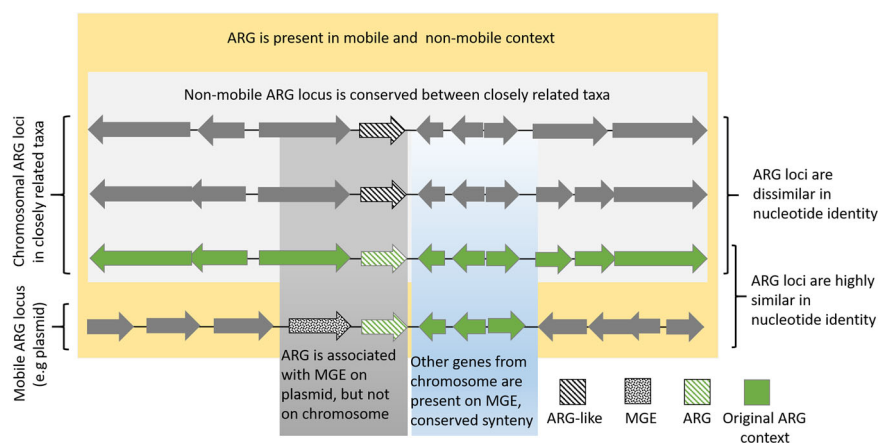 ARG is present in mobile and non-mobile context
Non-mobile ARG locus is conserved between closely related taxa
Chromosomal ARG loci
in closely related taxa
ARG loci are
dissimilar in
nucleotide identity
ARG loci are highly
similar in
nucleotide identity
Mobile ARG locus
(e.g plasmid)
ARG is associated
with MGE on
plasmid, but not
on chromosome
Other genes from
chromosome are
present on MGE,
conserved synteny
ARG-like
MGE
ARG
Original ARG
context